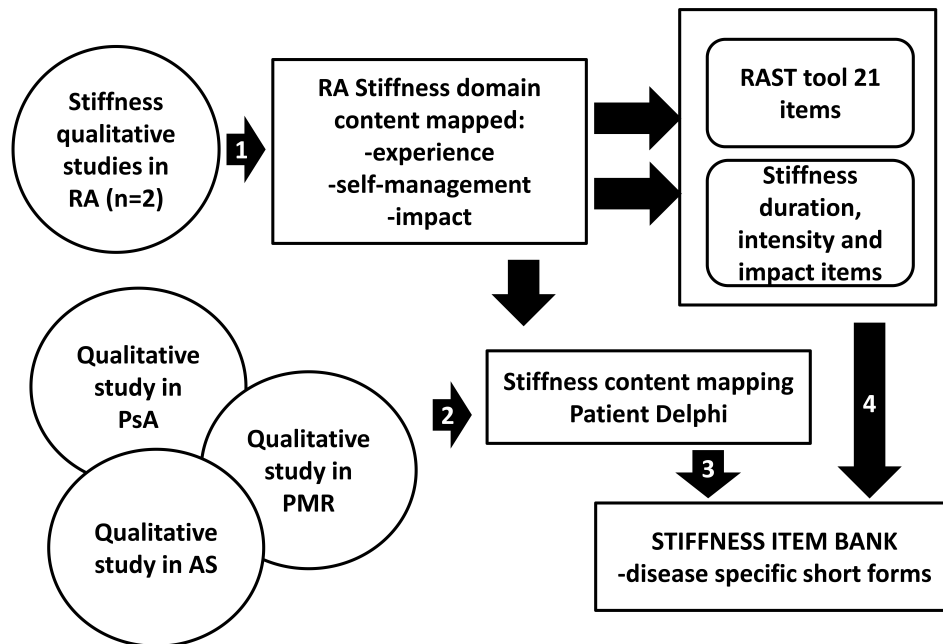 Stiffness
qualitative
studies in
RA (n=2)
1
RA Stiffness domain
content mapped:
-experience
-self-management
-impact
RAST tool 21
items
Stiffness
duration,
intensity and
impact items
Qualitative
study in
PsA
Qualitative
study in
PMR
Qualitative
study in AS
2
Stiffness content mapping
Patient Delphi
3
4
STIFFNESS ITEM BANK
-disease specific short forms